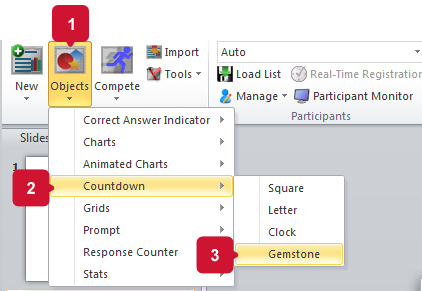 1
Import
Auto
New
Objects
Compete
Tools
Load List
Real-Time Registration
Manage
Participant Monitor
Participants
Slides
1
Correct Answer Indicator
Charts
Animated Charts
2
Countdown
Grids
Prompt
Response Counter
Stats
Square
Letter
Clock
3
Gemstone